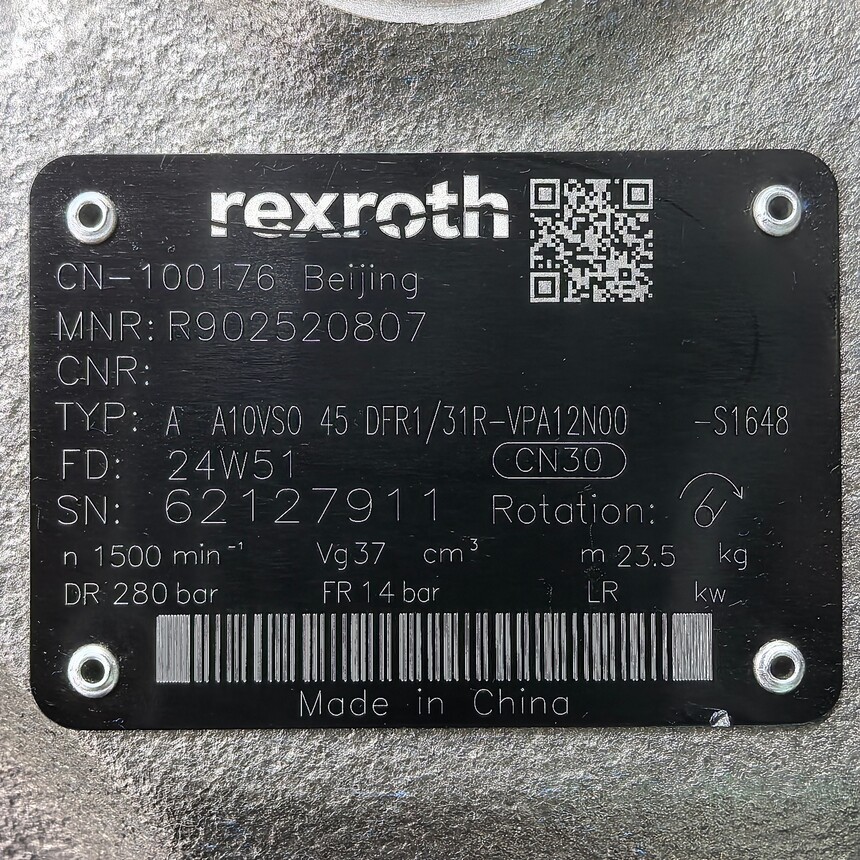 rexroth
CN-100176 Beijing
MNR: R902520807
CNR:
TYP: A A10VSO 45 DFR1/31R-VPA12N00 -S1648
FD: 24W51 CN30
SN: 62127911 Rotation:
n 1500 min⁻¹ Vg 37 cm³ m 23.5 kg
DR 280 bar FR 14 bar LR kw
Made in China